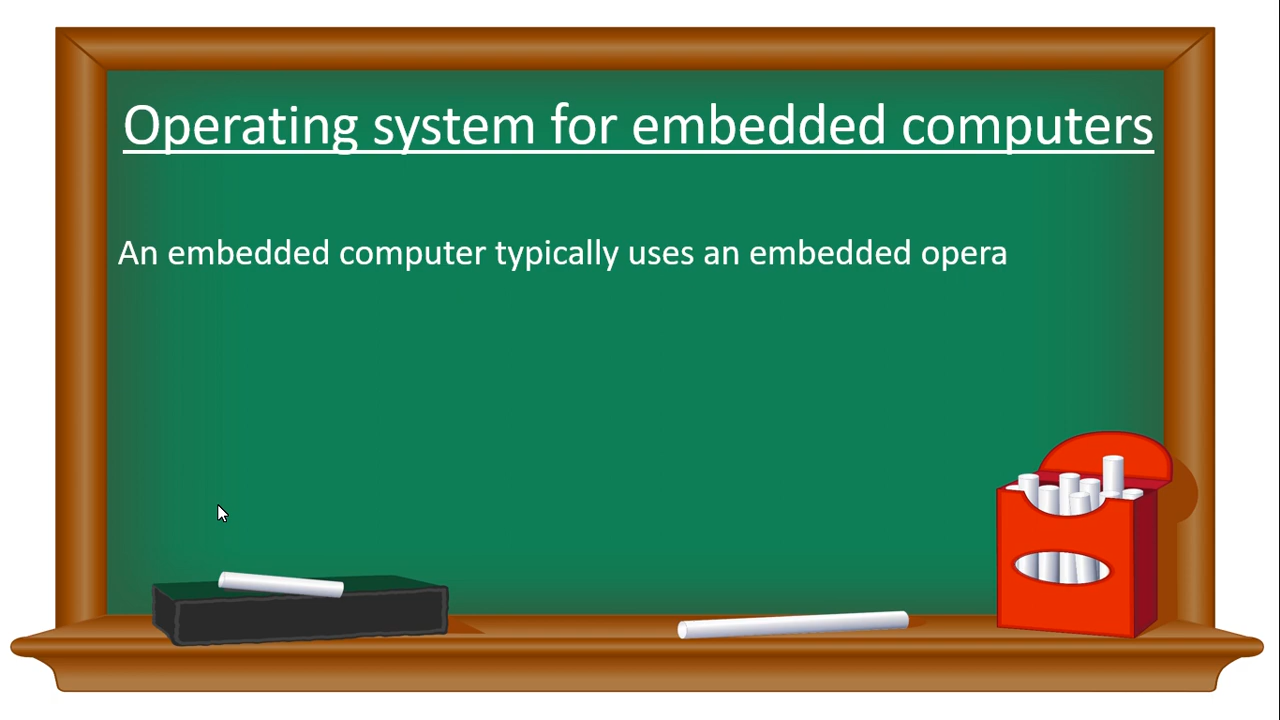 Operating system for embedded computers
An embedded computer typically uses an embedded opera